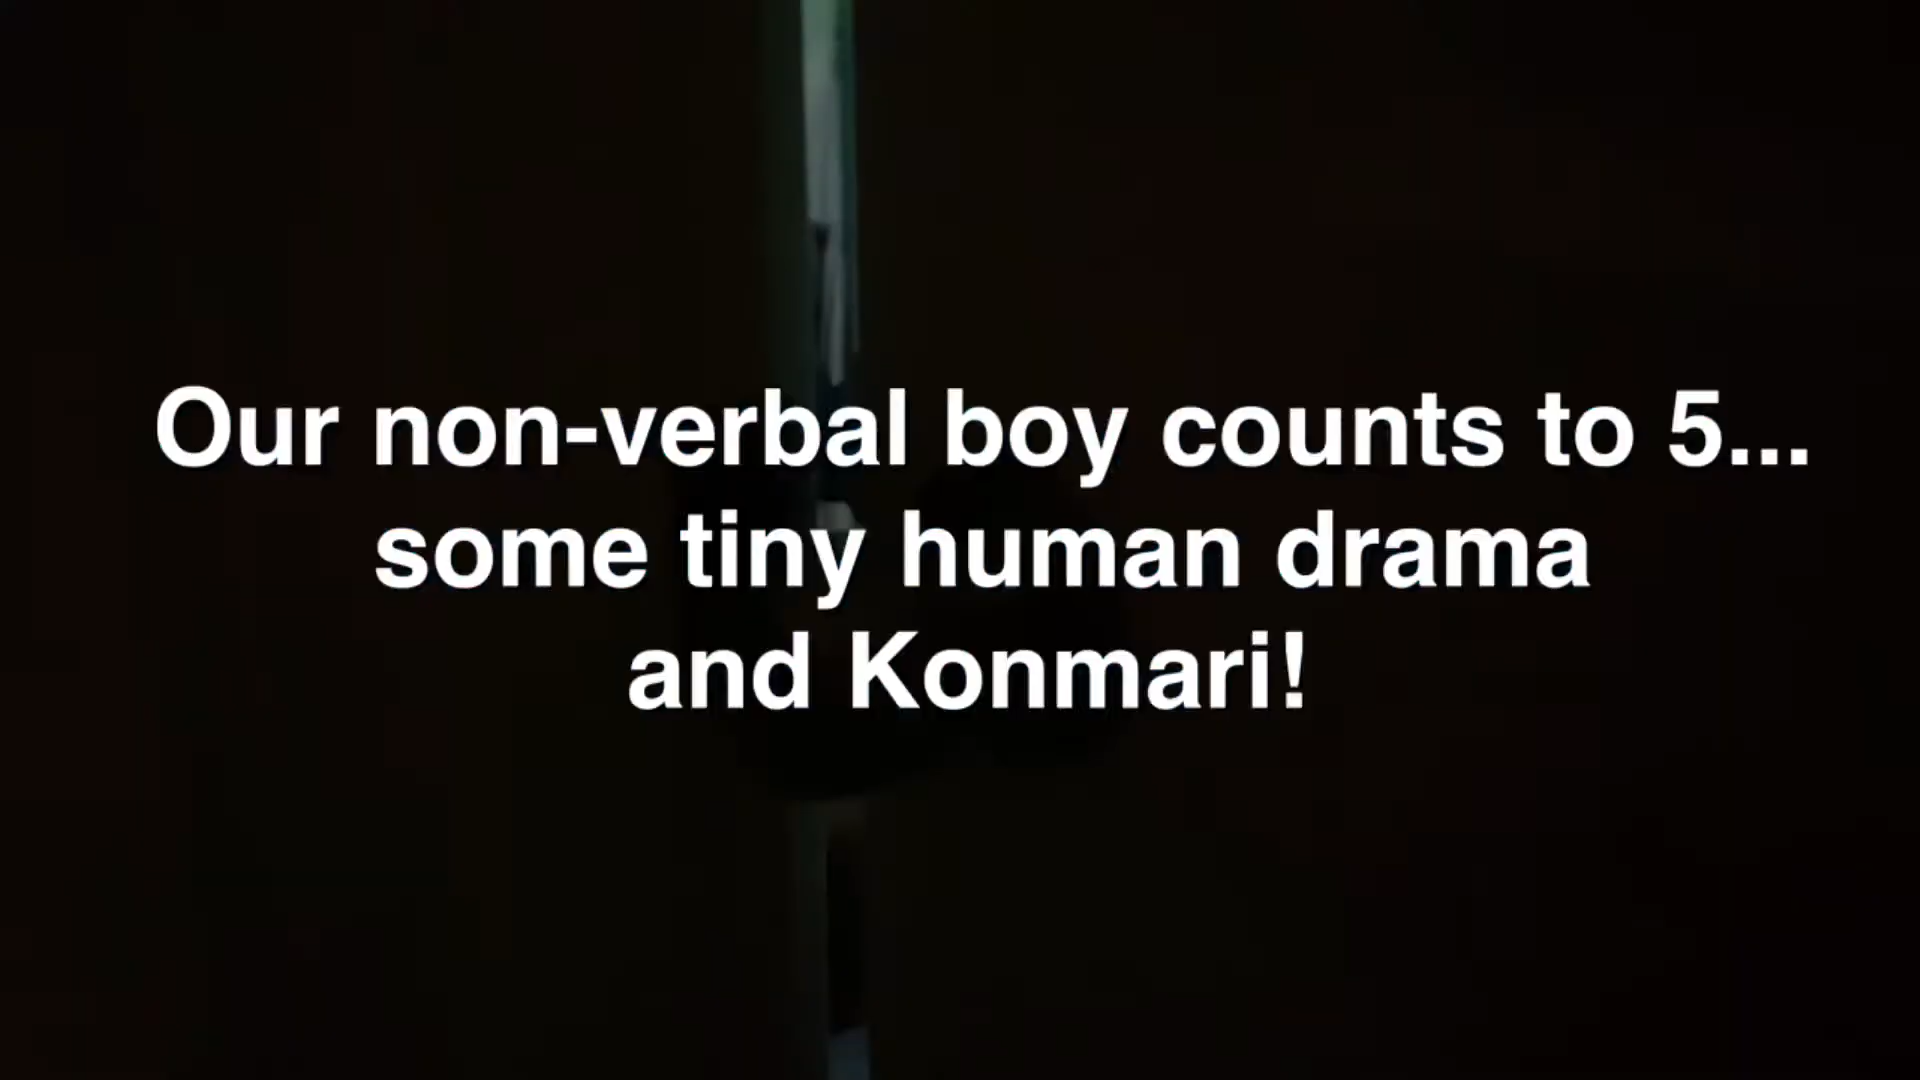 Our non-verbal boy counts to 5...
some tiny human drama
and Konmari!